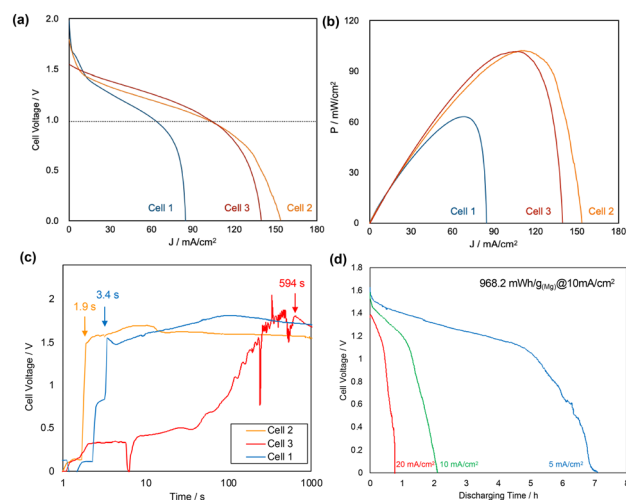 (a)
2.0
1.5
1.0
0.5
0.0
Cell Voltage / V
Cell 1
Cell 3
Cell 2
0
30
60
90
120
150
180
J / mA/cm²
(b)
120
90
60
30
0
P / mW/cm²
Cell 1
Cell 3
Cell 2
0
30
60
90
120
150
180
J / mA/cm²
(c)
2
1.5
1
0.5
0
Cell Voltage / V
1.9 s
3.4 s
594 s
Cell 2
Cell 3
Cell 1
1
10
100
1000
Time / s
(d)
1.8
1.6
1.4
1.2
1
0.8
0.6
0.4
0.2
0
Cell Voltage / V
968.2 mWh/g(Mg)@10mA/cm²
20 mA/cm²
10 mA/cm²
5 mA/cm²
0
1
2
3
4
5
6
7
8
Discharging Time / h